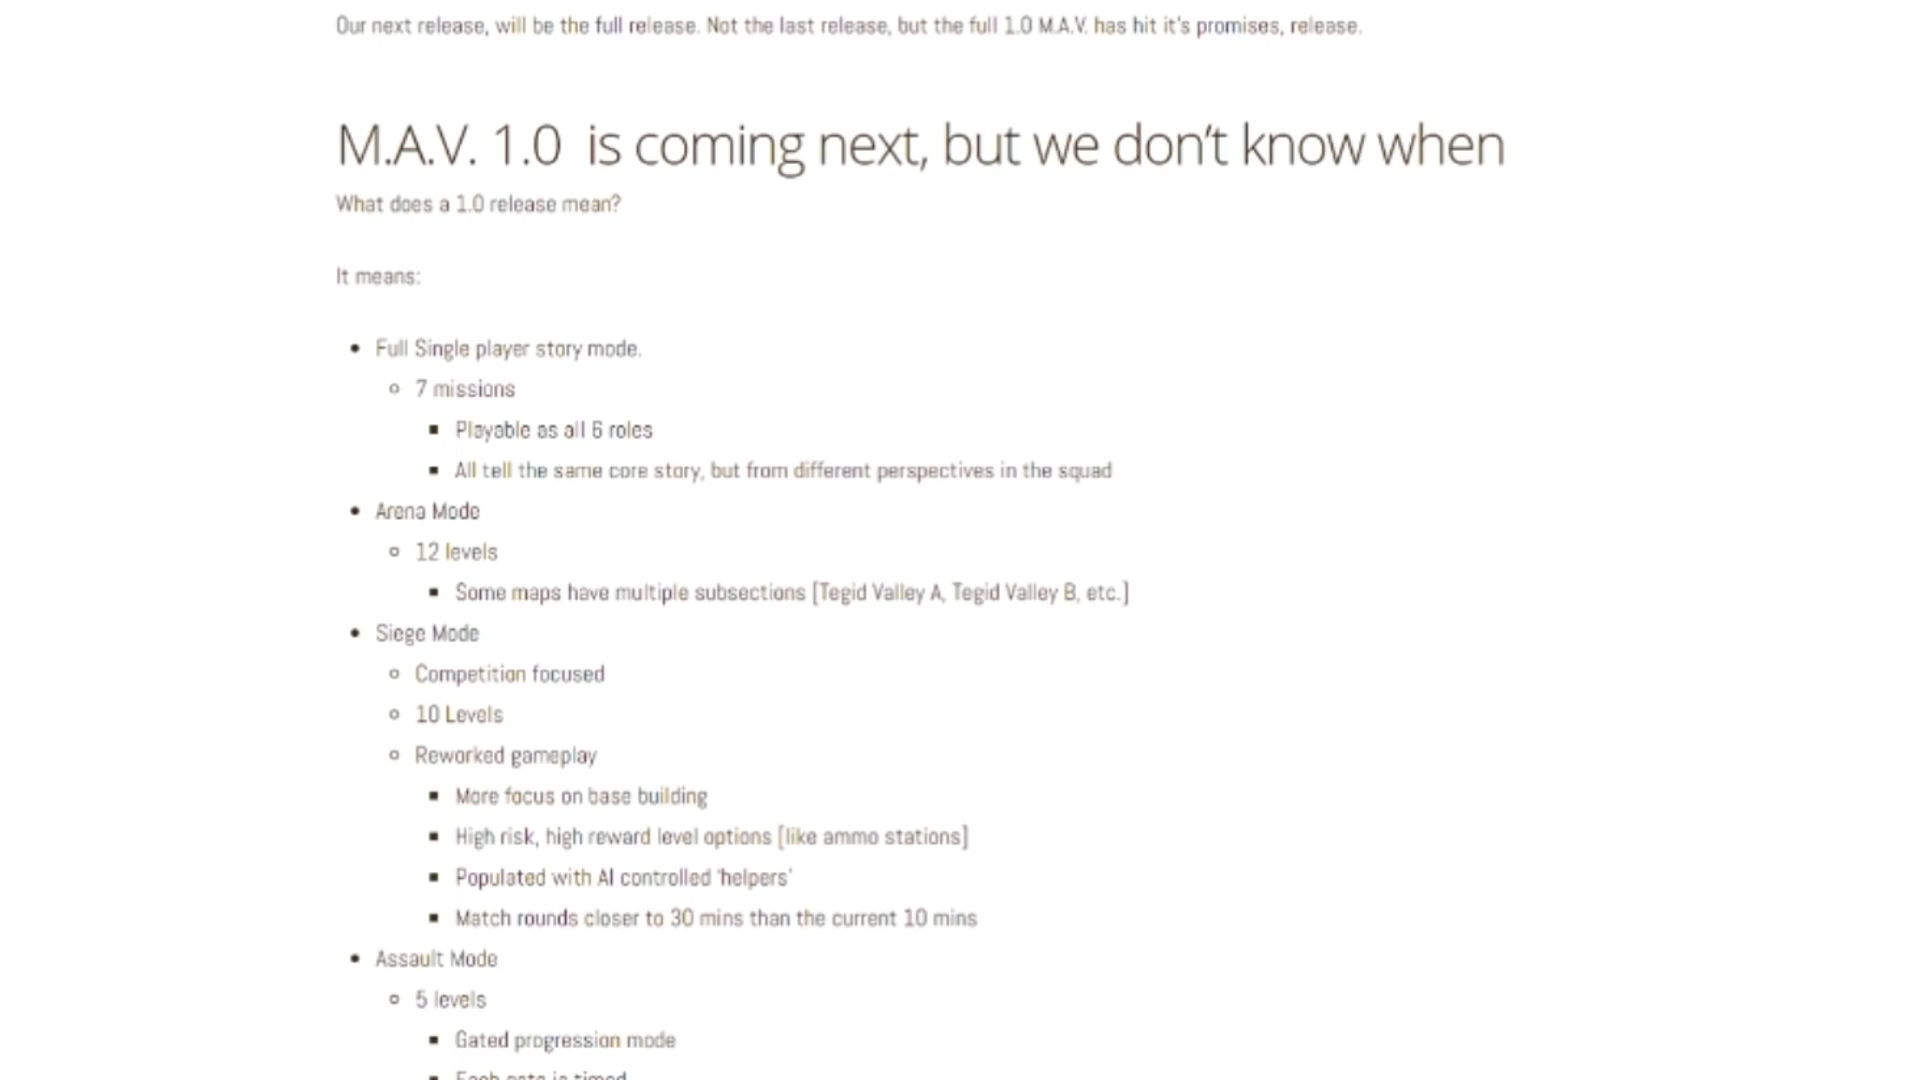 Our next release, will be the full release. Not the last release, but the full 1.0 M.A.V. has hit it's promises, release.
M.A.V. 1.0 is coming next, but we don't know when
What does a 1.0 release mean?
It means:
Full Single player story mode.
7 missions
Playable as all 6 roles
All tell the same core story, but from different perspectives in the squad
Arena Mode
12 levels
Some maps have multiple subsections [Tegid Valley A, Tegid Valley B, etc.]
Siege Mode
Competition focused
10 Levels
Reworked gameplay
More focus on base building
High risk, high reward level options [like ammo stations]
Populated with AI controlled 'helpers'
Match rounds closer to 30 mins than the current 10 mins
Assault Mode
5 levels
Gated progression mode
Each gate is timed